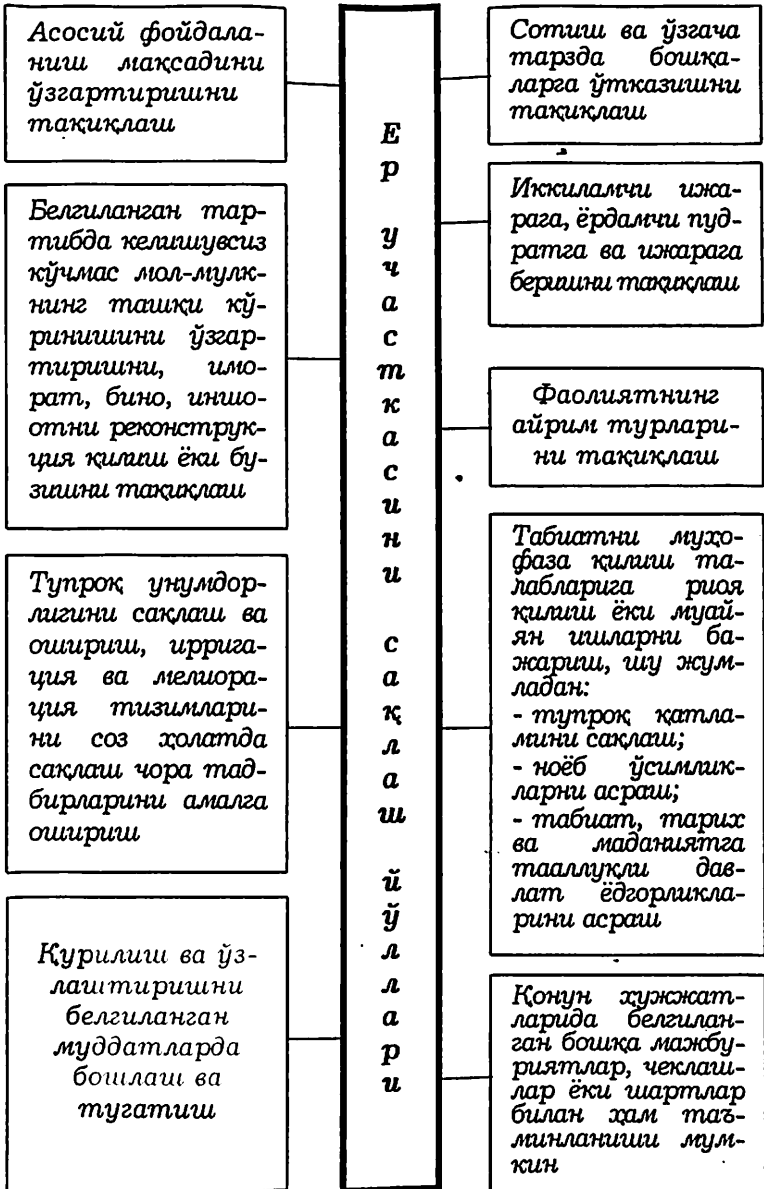 Асосий фойдала-
ниш мақсадини
ўзгартиришни
тақиқлаш
Белгиланган тар-
тибда келишувсиз
кўчмас мол-мулк-
нинг ташқи кў-
ринишини ўзгар-
тиришни, имо-
рат, бино, иншо-
отни реконструк-
ция қилиш ёки бу-
зишни тақиқлаш
Тупроқ унумдор-
лигини сақлаш ва
ошириш, иррига-
ция ва мелиора-
ция тизимлари-
ни соз ҳолатда
сақлаш чора тад-
бирларини амалга
ошириш
Қурилиш ва ўз-
лаштиришни
белгиланган
муддатларда
бошлаш ва
тугатиш
Ер участкасини сақлаш йўллари
Сотиш ва ўзгача
тарзда бошқа-
ларга ўтказишни
тақиқлаш
Иккиламчи ижа-
рага, ёрдамчи пуд-
ратга ва ижарага
беришни тақиқлаш
Фаолиятнинг
айрим турлари-
ни тақиқлаш
Табиатни муҳо-
фаза қилиш та-
лабларига риоя
қилиш ёки муай-
ян ишларни ба-
жариш, шу жум-
ладан:
- тупроқ қатла-
мини сақлаш;
- ноёб ўсимлик-
ларни асраш;
- табиат, тарих
ва маданиятга
тааллуқли дав-
лат ёдгорликла-
рини асраш
Қонун ҳужжат-
ларида белгилан-
ган бошқа мажбу-
риятлар, чеклаш-
лар ёки шартлар
билан ҳам таъ-
минланиши мум-
кин